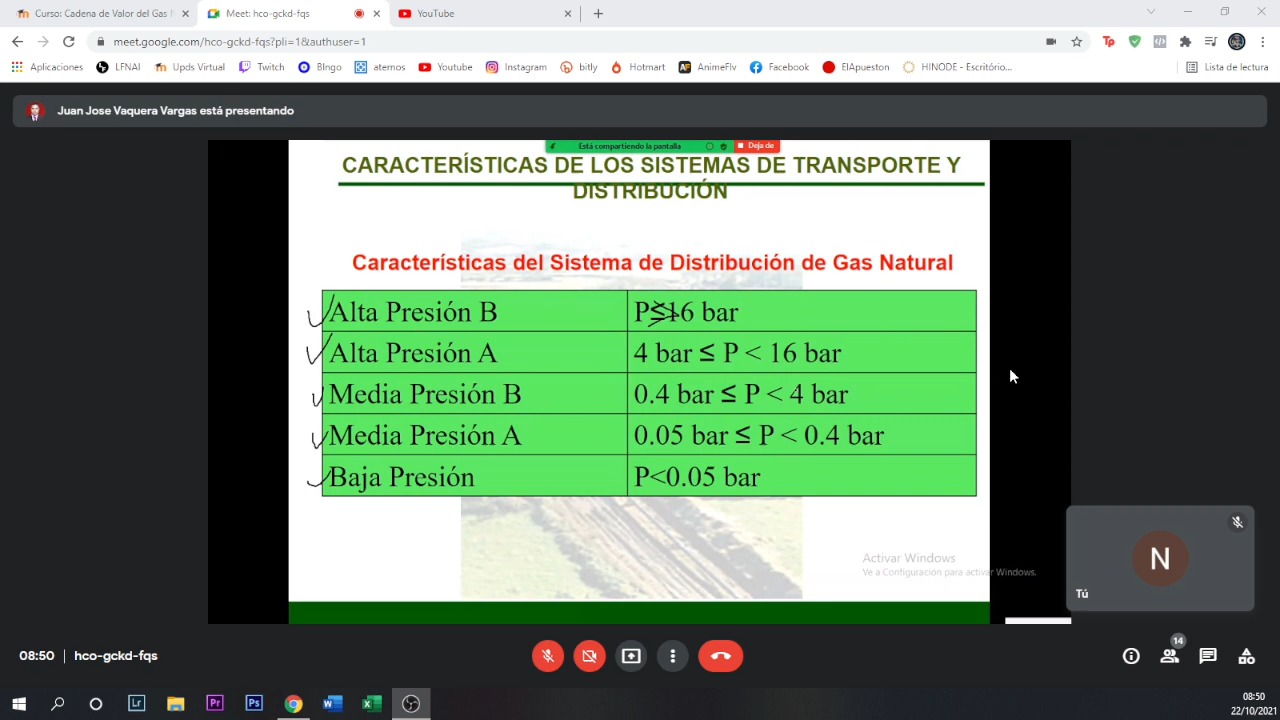 Curso: Cadena de Valor del Gas
Meet: hco-gckd-fqs
YouTube
meet.google.com/hco-gckd-fqs?pli=1&authuser=1
Aplicaciones
LFNAI
Upds Virtual
Twitch
BIngo
aternos
Youtube
Instagram
bitly
Hotmart
AnimeFlv
Facebook
ElApueston
HINODE - Escritório...
Lista de lectura
Juan Jose Vaquera Vargas está presentando
Está compartiendo la pantalla
Deja de
CARACTERÍSTICAS DE LOS SISTEMAS DE TRANSPORTE Y
DISTRIBUCIÓN
Características del Sistema de Distribución de Gas Natural
Alta Presión B P≤16 bar
Alta Presión A 4 bar ≤ P < 16 bar
Media Presión B 0.4 bar ≤ P < 4 bar
Media Presión A 0.05 bar ≤ P < 0.4 bar
Baja Presión P<0.05 bar
Activar Windows
Ve a Configuración para activar Windows.
N
Tú
08:50 | hco-gckd-fqs
14
08:50
22/10/2021